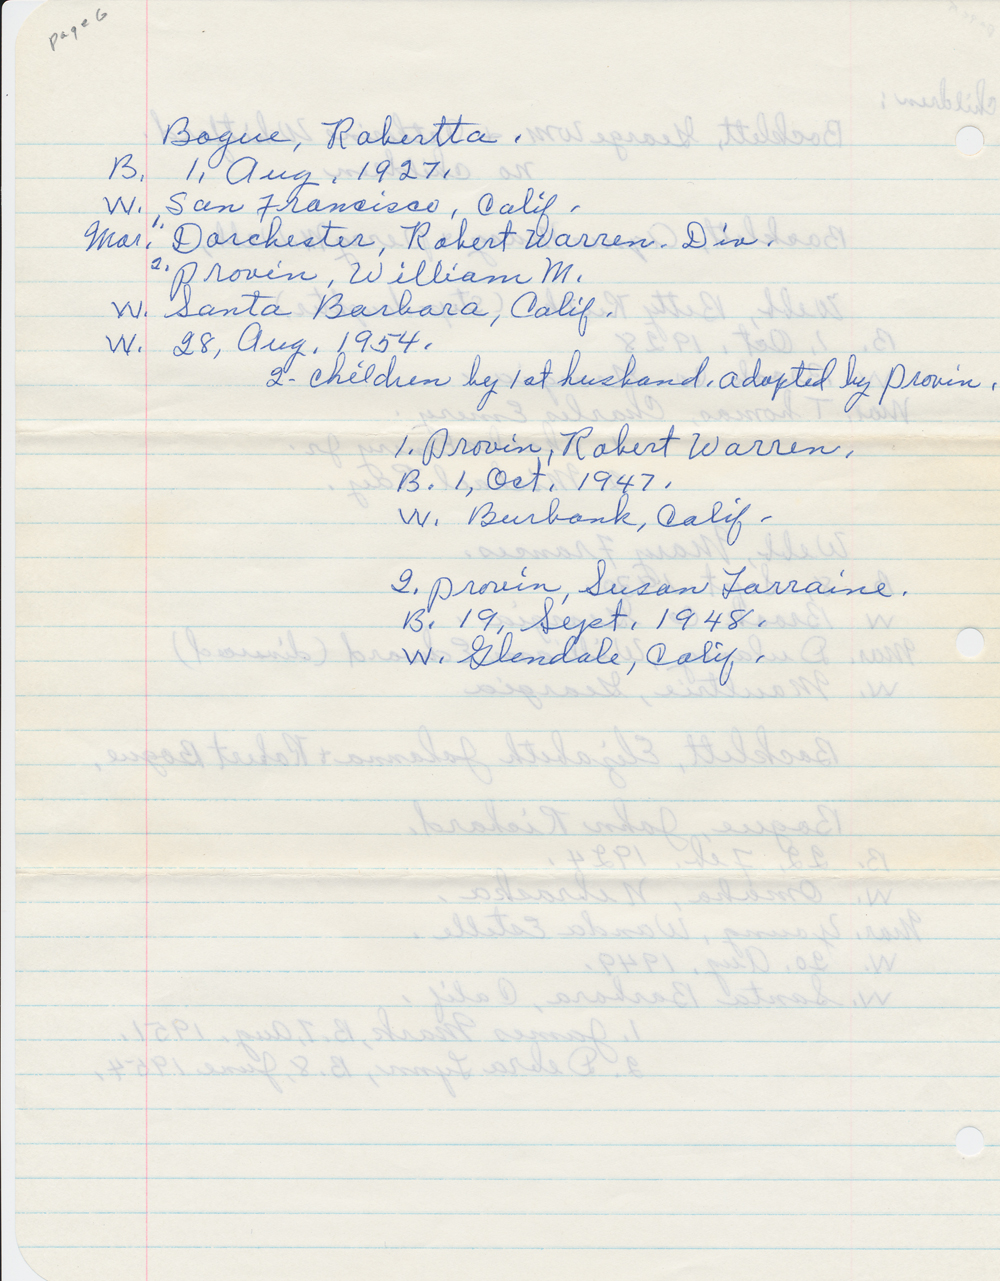 page 6
Bogue, Robertta.
B. 1, Aug. 1927.
W. San Francisco, Calif.
Mar. 1. Dorchester, Robert Warren. Div.
2. Provin, William M.
W. Santa Barbara, Calif.
W. 28, Aug. 1954.
2- children by 1st husband. adopted by Provin.
1. Provin, Robert Warren.
B. 1, Oct. 1947.
W. Burbank, Calif.
2. Provin, Susan Lorraine.
B. 19, Sept. 1948.
W. Glendale, Calif.